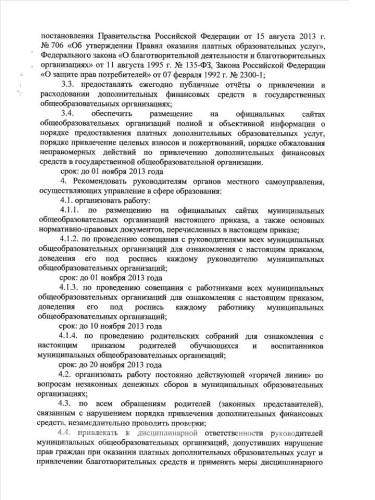 постановления Правительства Российской Федерации от 15 августа 2013 г.
№ 706 «Об утверждении Правил оказания платных образовательных услуг»,
Федерального закона «О благотворительной деятельности и благотворительных
организациях» от 11 августа 1995 г. № 135-ФЗ, Закона Российской Федерации
«О защите прав потребителей» от 07 февраля 1992 г. № 2300-1;
3.3. предоставлять ежегодно публичные отчёты о привлечении и
расходовании дополнительных финансовых средств в государственных
общеобразовательных организациях;
3.4. обеспечить размещение на официальных сайтах
общеобразовательных организаций полной и объективной информации о
порядке предоставления платных дополнительных образовательных услуг,
порядке привлечения целевых взносов и пожертвований, порядке обжалования
неправомерных действий по привлечению дополнительных финансовых
средств в государственной общеобразовательной организации.
срок: до 01 ноября 2013 года
4. Рекомендовать руководителям органов местного самоуправления,
осуществляющих управление в сфере образования:
4.1. организовать работу:
4.1.1. по размещению на официальных сайтах муниципальных
общеобразовательных организаций настоящего приказа, а также основных
нормативно-правовых документов, перечисленных в настоящем приказе;
4.1.2. по проведению совещания с руководителями всех муниципальных
общеобразовательных организаций для ознакомления с настоящим приказом,
доведения его под роспись каждому руководителю муниципальных
общеобразовательных организаций;
срок: до 01 ноября 2013 года
4.1.3. по проведению совещания с работниками всех муниципальных
общеобразовательных организаций для ознакомления с настоящим приказом,
доведения его под роспись каждому работнику муниципальных
общеобразовательных организаций;
срок: до 10 ноября 2013 года
4.1.4. по проведению родительских собраний для ознакомления с
настоящим приказом родителей обучающихся и воспитанников
муниципальных общеобразовательных организаций;
срок: до 20 ноября 2013 года
4.2. организовать работу постоянно действующей «горячей линии» по
вопросам незаконных денежных сборов в муниципальных образовательных
организациях;
4.3. по всем обращениям родителей (законных представителей),
связанным с нарушением порядка привлечения дополнительных финансовых
средств, незамедлительно проводить проверки;
4.4. привлекать к дисциплинарной ответственности руководителей
муниципальных общеобразовательных организаций, допустивших нарушение
прав граждан при оказании платных дополнительных образовательных услуг и
привлечении благотворительных средств и применять меры дисциплинарного